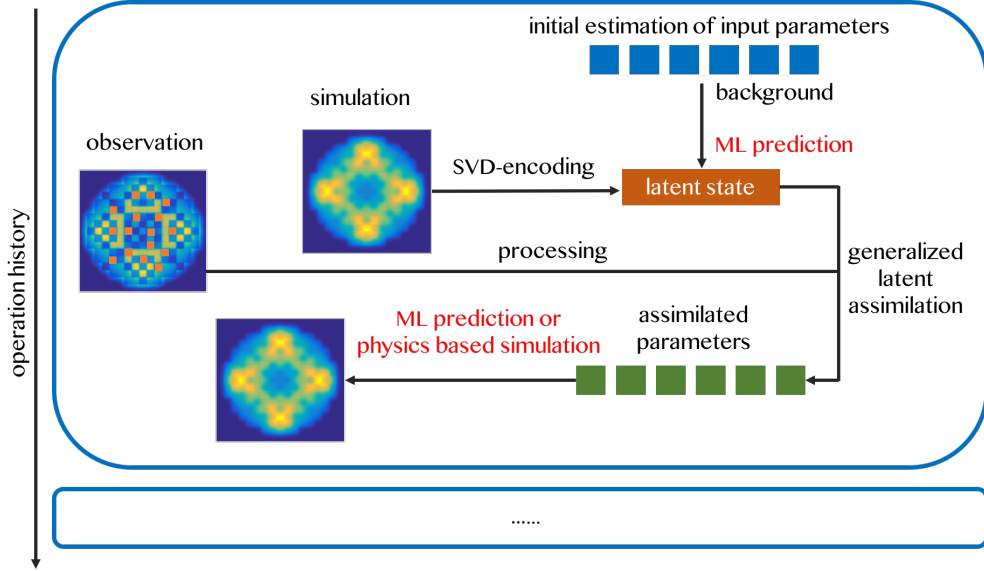 initial estimation of input parameters
background
simulation
observation
ML prediction
SVD-encoding
latent state
processing
generalized
latent
assimilation
ML prediction or
physics based simulation
assimilated
parameters
operation history
......